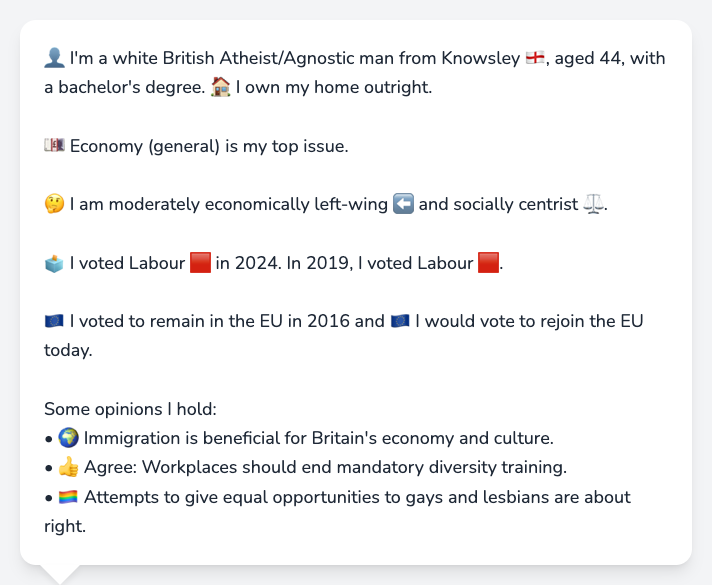 👤 I'm a white British Atheist/Agnostic man from Knowsley 🏴󠁧󠁢󠁥󠁮󠁧󠁿, aged 44, with
a bachelor's degree. 🏠 I own my home outright.
💷 Economy (general) is my top issue.
🤔 I am moderately economically left-wing ⬅️ and socially centrist ⚖️.
🗳️ I voted Labour 🟥 in 2024. In 2019, I voted Labour 🟥.
🇪🇺 I voted to remain in the EU in 2016 and 🇪🇺 I would vote to rejoin the EU
today.
Some opinions I hold:
• 🌍 Immigration is beneficial for Britain's economy and culture.
• 👍 Agree: Workplaces should end mandatory diversity training.
• 🏳️‍🌈 Attempts to give equal opportunities to gays and lesbians are about
right.